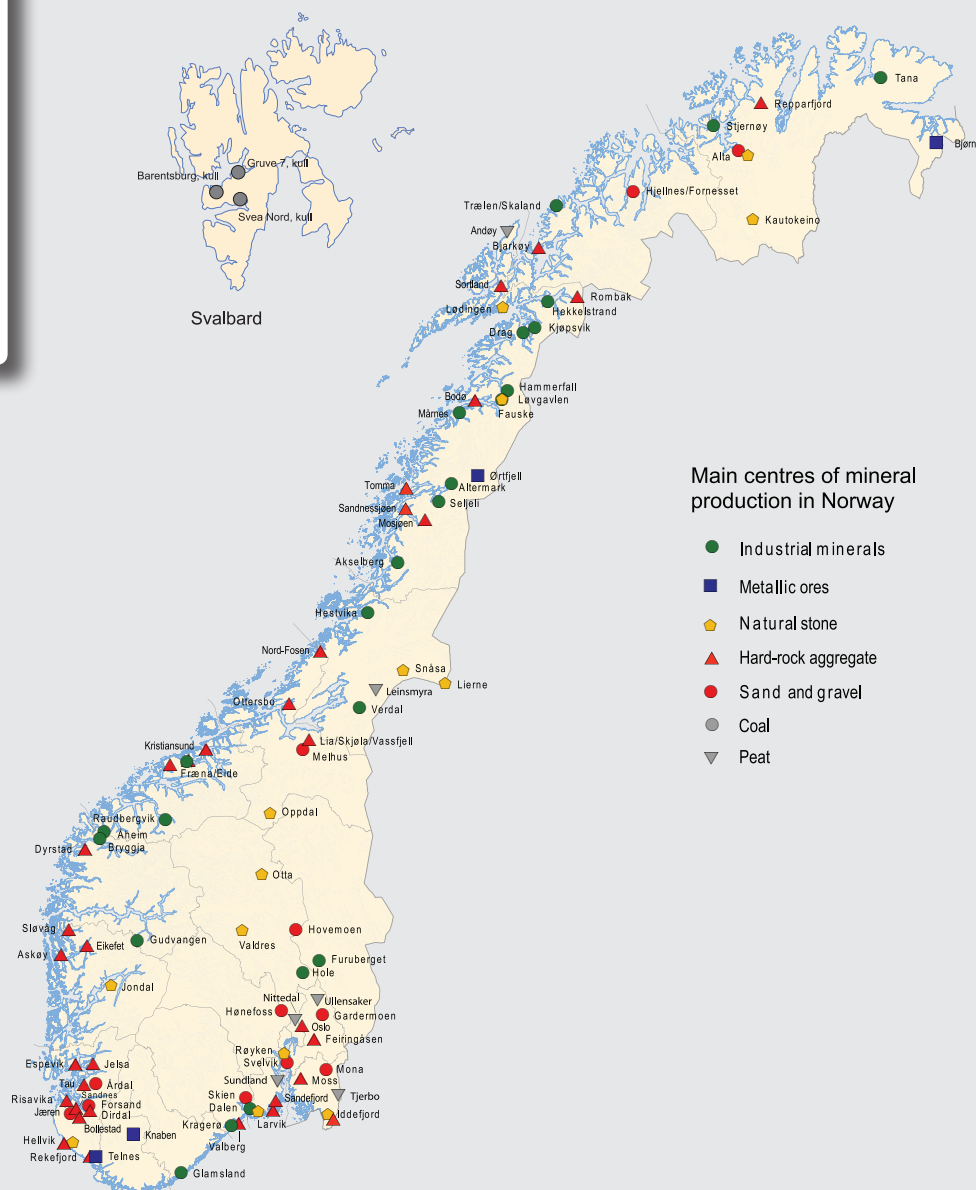 Tana
Repparfjord
Stjernøy
Bjørn
Alta
Gruve 7, kull
Barentsburg, kull
Hjellnes/Fornesset
Trælen/Skaland
Svea Nord, kull
Kautokeino
Andøy
Bjarkøy
Sortland
Rombak
Lødingen
Hekkelstrand
Svalbard
Kjøpsvik
Drag
Hammerfall
Bodø
Løvgavlen
Mårnes
Fauske
Main centres of mineral
production in Norway
Ørtfjell
Tomma
Altermark
Seljeli
Sandnessjøen
Mosjøen
Industrial minerals
Akselberg
Metallic ores
Hestvika
Natural stone
Nord-Fosen
Hard-rock aggregate
Snåsa
Lierne
Leinsmyra
Sand and gravel
Ottersbo
Verdal
Coal
Lia/Skjøla/Vassfjell
Kristiansund
Melhus
Peat
Fræna/Eide
Oppdal
Raudbergvik
Aheim
Bryggja
Dyrstad
Otta
Sløvåg
Hovemoen
Gudvangen
Eikefet
Valdres
Askøy
Furuberget
Hole
Jondal
Nittedal
Ullensaker
Hønefoss
Gardermoen
Oslo
Feiringåsen
Røyken
Svelvik
Espevik
Jelsa
Mona
Sundland
Moss
Tau
Årdal
Sandnes
Tjerbo
Skien
Risavika
Forsand
Sandefjord
Dalen
Jæren
Dirdal
Larvik
Iddefjord
Bollestad
Kragerø
Knaben
Hellvik
Valberg
Rekefjord
Telnes
Glamsland